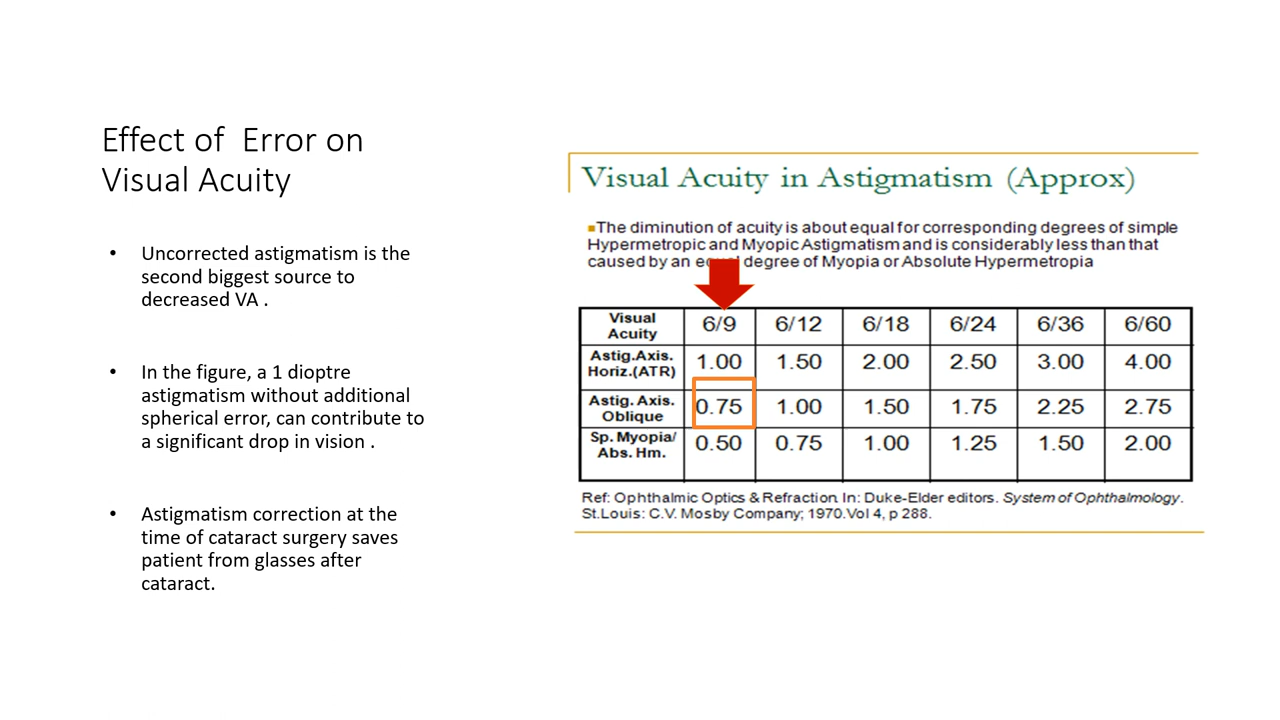 Effect of  Error on
Visual Acuity
• Uncorrected astigmatism is the
second biggest source to
decreased VA .
• In the figure, a 1 dioptre
astigmatism without additional
spherical error, can contribute to
a significant drop in vision .
• Astigmatism correction at the
time of cataract surgery saves
patient from glasses after
cataract.
Visual Acuity in Astigmatism (Approx)
■The diminution of acuity is about equal for corresponding degrees of simple
Hypermetropic and Myopic Astigmatism and is considerably less than that
caused by an equal degree of Myopia or Absolute Hypermetropia
Visual
Acuity
6/9 6/12 6/18 6/24 6/36 6/60
Astig.Axis.
Horiz.(ATR)
1.00 1.50 2.00 2.50 3.00 4.00
Astig. Axis.
Oblique
0.75 1.00 1.50 1.75 2.25 2.75
Sp. Myopia/
Abs. Hm.
0.50 0.75 1.00 1.25 1.50 2.00
Ref: Ophthalmic Optics & Refraction. In: Duke-Elder editors. System of Ophthalmology.
St.Louis: C.V. Mosby Company; 1970.Vol 4, p 288.